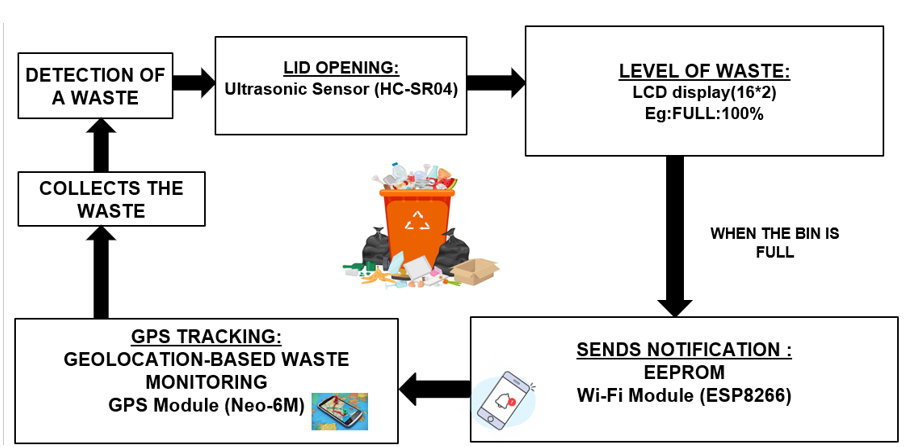 DETECTION OF
A WASTE
LID OPENING:
Ultrasonic Sensor (HC-SR04)
LEVEL OF WASTE:
LCD display(16*2)
Eg:FULL:100%
WHEN THE BIN IS
FULL
SENDS NOTIFICATION :
EEPROM
Wi-Fi Module (ESP8266)
GPS TRACKING:
GEOLOCATION-BASED WASTE
MONITORING
GPS Module (Neo-6M)
COLLECTS THE
WASTE